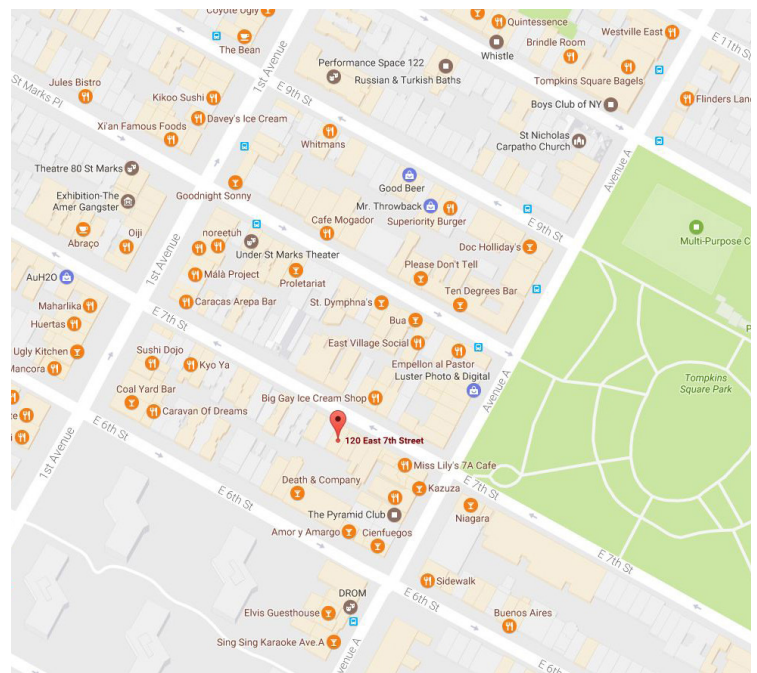 Coyote Ugly
The Bean
1st Avenue
Quintessence
Westville East
E 11th St
Whistle
Brindle Room
Performance Space 122
Russian & Turkish Baths
Tompkins Square Bagels
St Marks Pl
Jules Bistro
Kikoo Sushi
E 9th St
Boys Club of NY
Flinders Lan
Davey's Ice Cream
Xi'an Famous Foods
Whitmans
St Nicholas
Carpatho Church
Avenue A
Theatre 80 St Marks
Good Beer
Exhibition-The
Amer Gangster
Goodnight Sonny
Mr. Throwback
Superiority Burger
Cafe Mogador
E 9th St
Abraço
Oiji
noreetuh
Under St Marks Theater
Doc Holliday's
Multi-Purpose C
1st Avenue
Málà Project
Proletariat
Please Don't Tell
AuH2O
Caracas Arepa Bar
St. Dymphna's
Ten Degrees Bar
Maharlika
Huertas
E 7th St
Bua
Ugly Kitchen
Sushi Dojo
Kyo Ya
East Village Social
Empellon al Pastor
Mancora
Luster Photo & Digital
Tompkins
Square Park
Coal Yard Bar
Caravan Of Dreams
Big Gay Ice Cream Shop
Avenue A
E 6th St
120 East 7th Street
1st Avenue
Miss Lily's 7A Cafe
Death & Company
Kazuza
E 7th St
E 6th St
The Pyramid Club
Niagara
Amor y Amargo
Cienfuegos
E 7th St
DROM
Sidewalk
E 6th St
Elvis Guesthouse
Buenos Aires
Sing Sing Karaoke Ave.A
venue A
E 6th